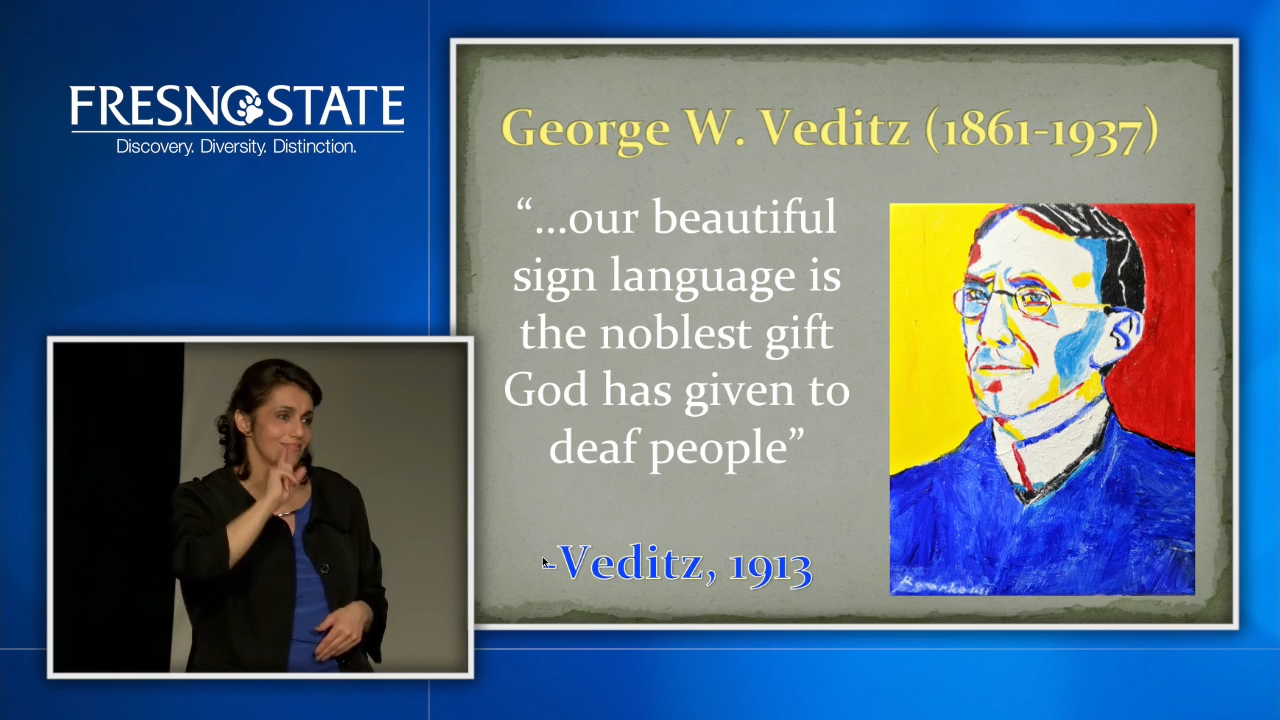 FRESNO STATE
Discovery. Diversity. Distinction.
George W. Veditz (1861-1937)
“…our beautiful
sign language is
the noblest gift
God has given to
deaf people”
-Veditz, 1913